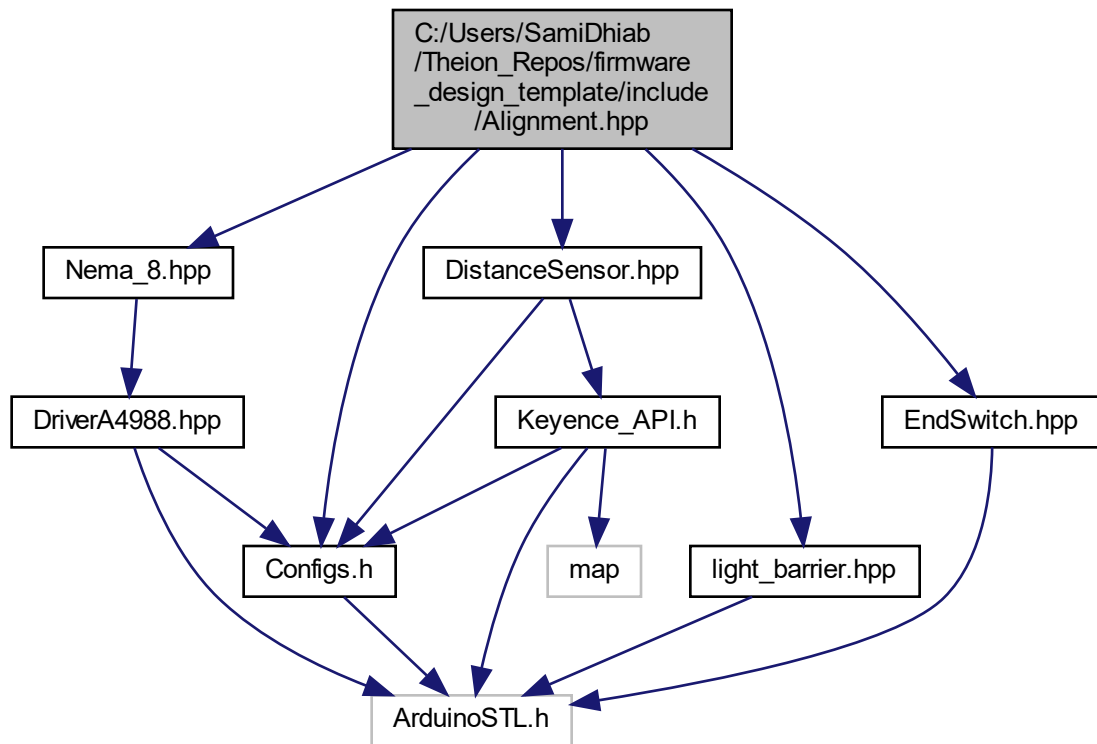 C:/Users/SamiDhiab
/Theion_Repos/firmware
_design_template/include
/Alignment.hpp
Nema_8.hpp
DistanceSensor.hpp
DriverA4988.hpp
Keyence_API.h
EndSwitch.hpp
Configs.h
map
light_barrier.hpp
ArduinoSTL.h